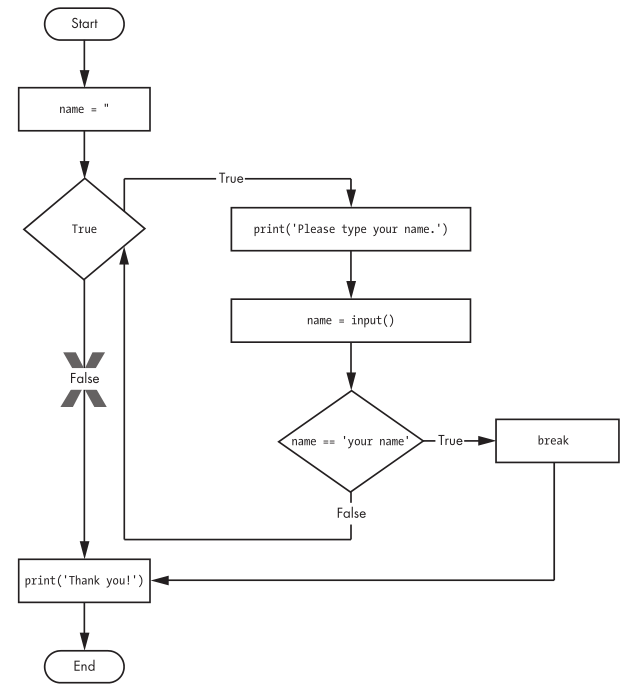 Start
name = "
True
True
print('Please type your name.')
name = input()
False
name == 'your name'
True
break
False
print('Thank you!')
End